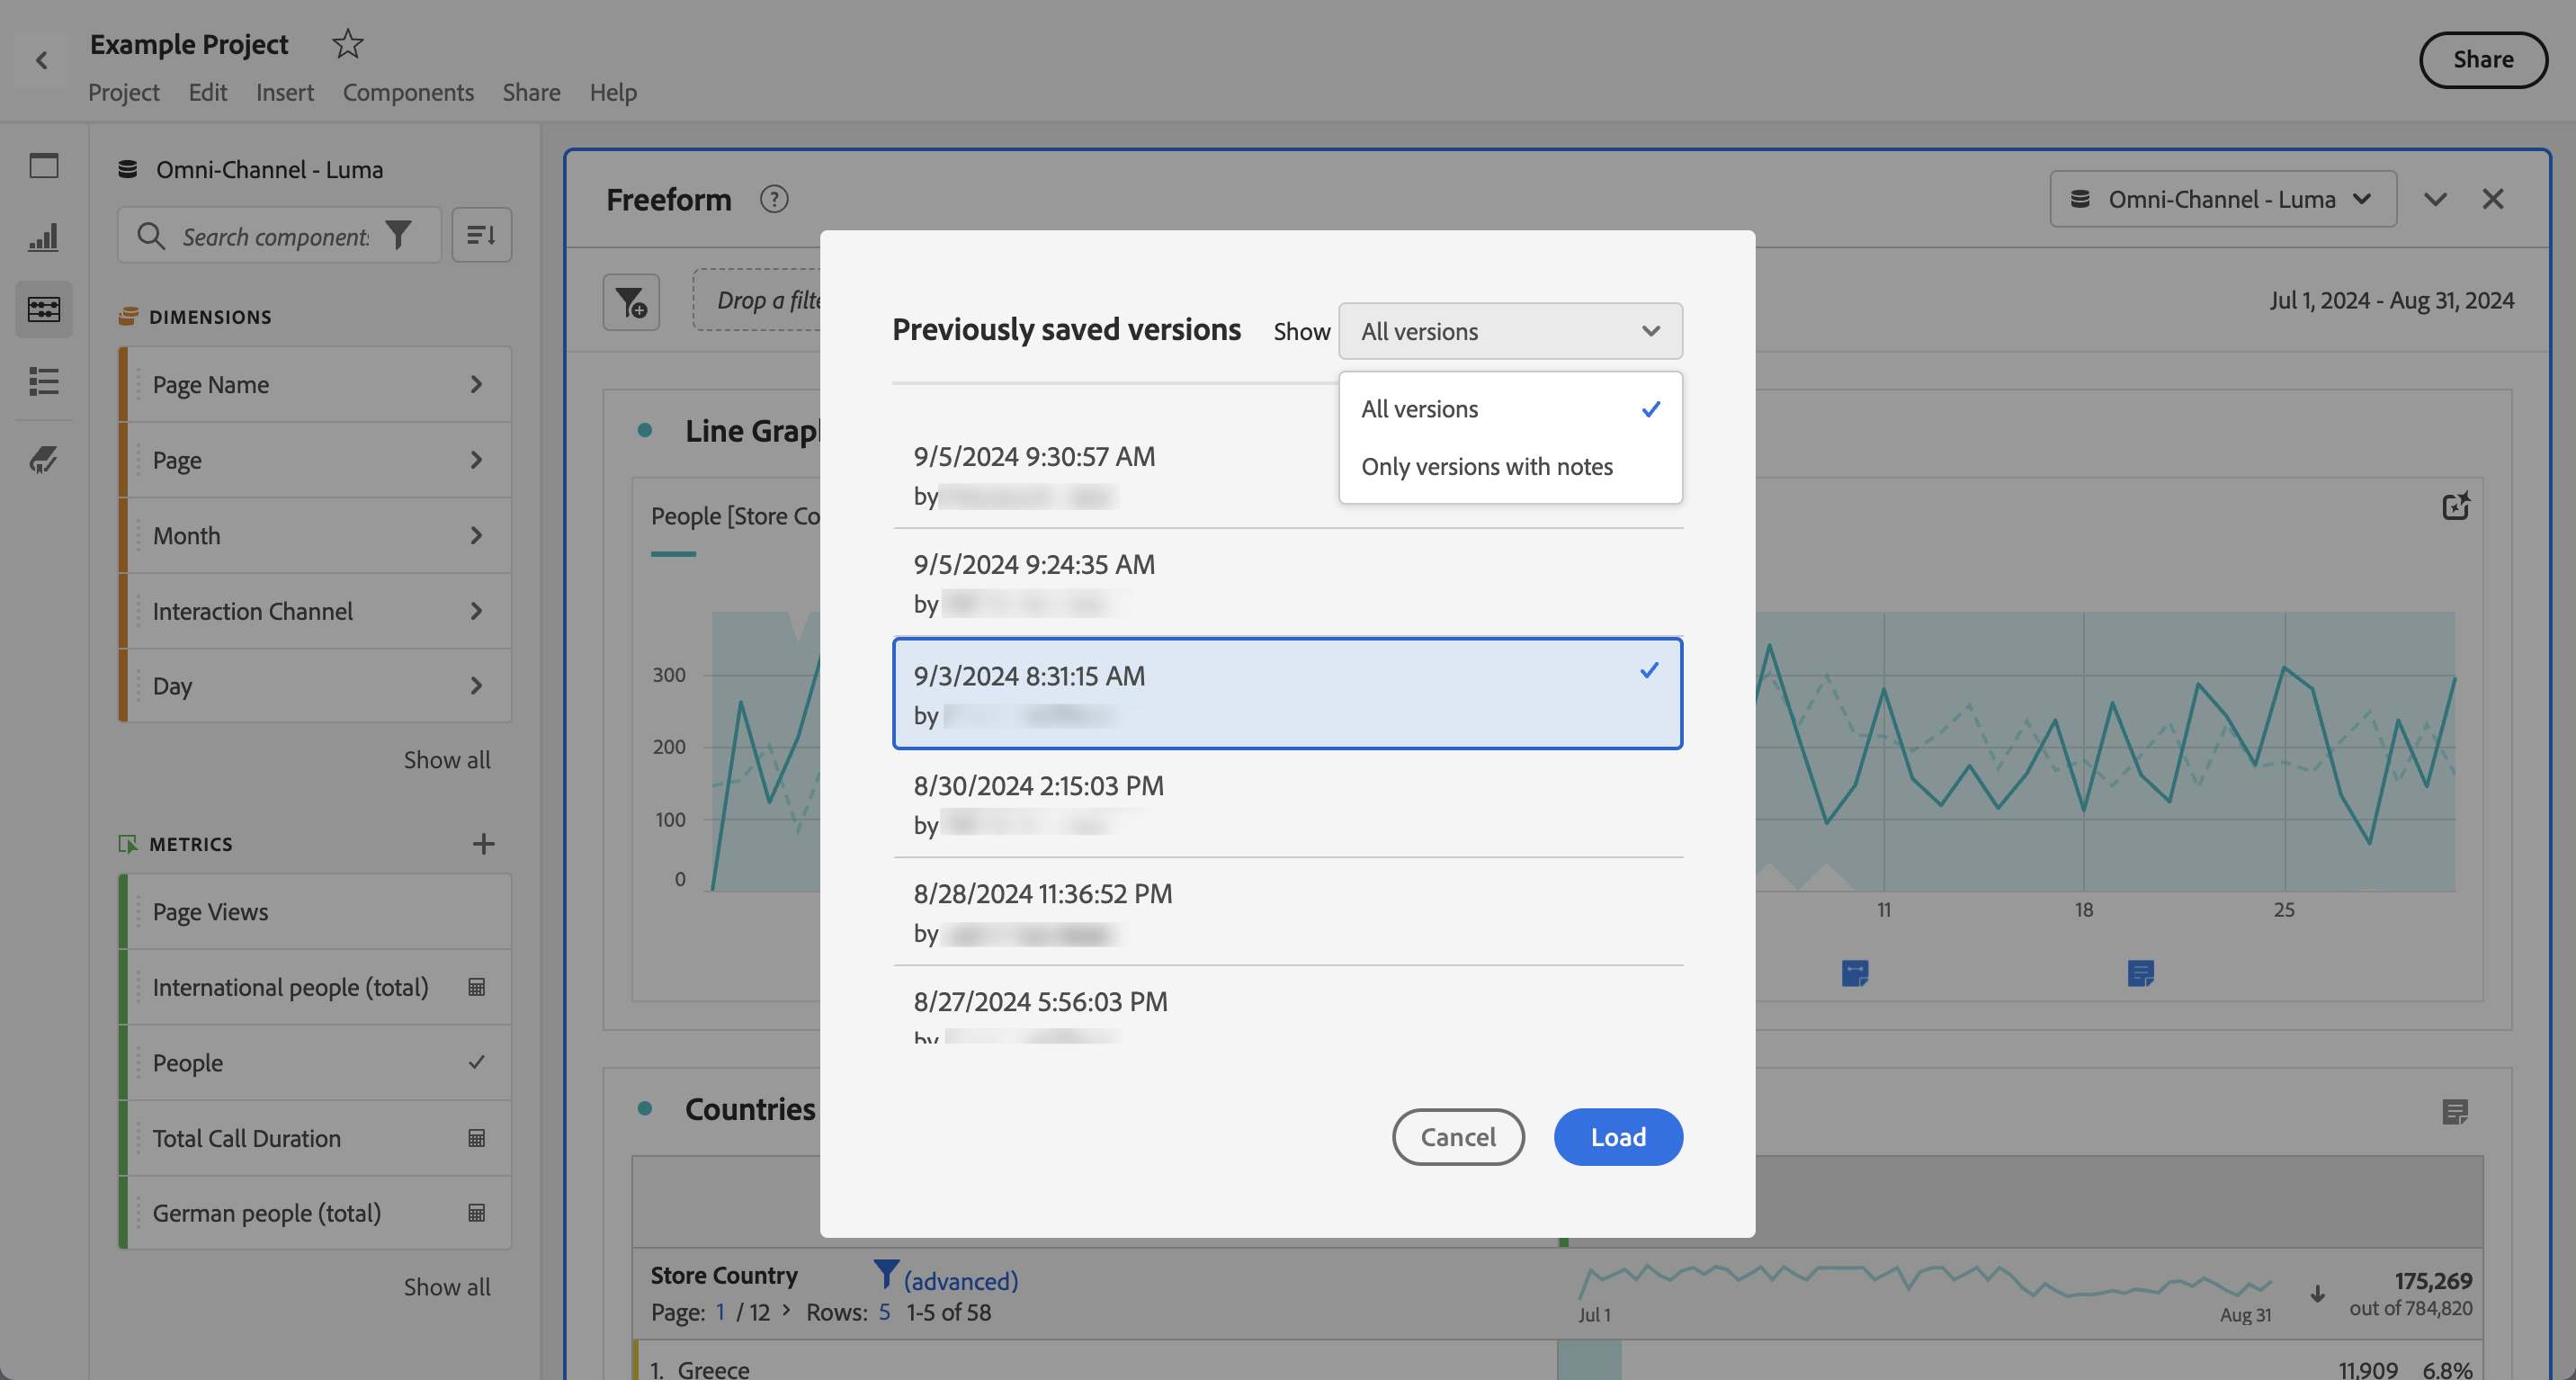 Example Project
Share
Project Edit Insert Components Share Help
Omni-Channel - Luma
Search component
DIMENSIONS
Page Name
Page
Month
Interaction Channel
Day
Show all
METRICS
Page Views
International people (total)
People
Total Call Duration
German people (total)
Show all
Freeform ?
Omni-Channel - Luma
Drop a filte
Jul 1, 2024 - Aug 31, 2024
Line Grap
People [Store Co
300
200
100
0
11 18 25
Previously saved versions Show All versions
All versions
Only versions with notes
9/5/2024 9:30:57 AM
by
9/5/2024 9:24:35 AM
by
9/3/2024 8:31:15 AM
by
8/30/2024 2:15:03 PM
by
8/28/2024 11:36:52 PM
by
8/27/2024 5:56:03 PM
by
Cancel Load
Countries
Store Country (advanced)
Page: 1 / 12 > Rows: 5 1-5 of 58
Jul 1 Aug 31
175,269
out of 784,820
1. Greece 11,909 6.8%